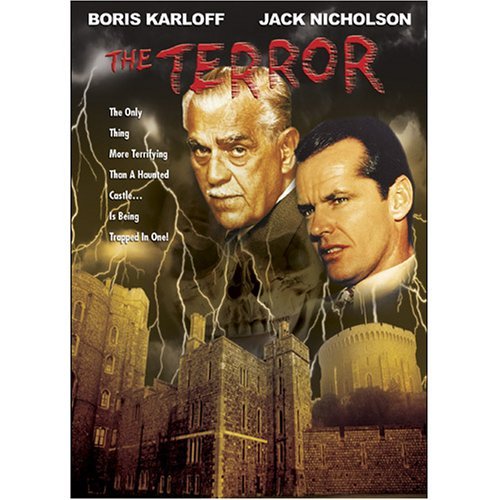 BORIS KARLOFF JACK NICHOLSON
THE TERROR
The Only
Thing
More Terrifying
Than A Haunted
Castle...
Is Being
Trapped In One!